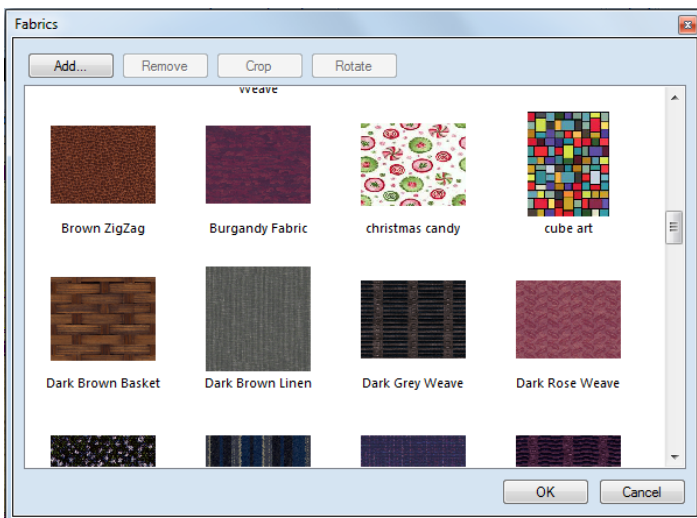 Fabrics
Add... Remove Crop Rotate
Weave
Brown ZigZag Burgandy Fabric christmas candy cube art
Dark Brown Basket Dark Brown Linen Dark Grey Weave Dark Rose Weave
OK Cancel